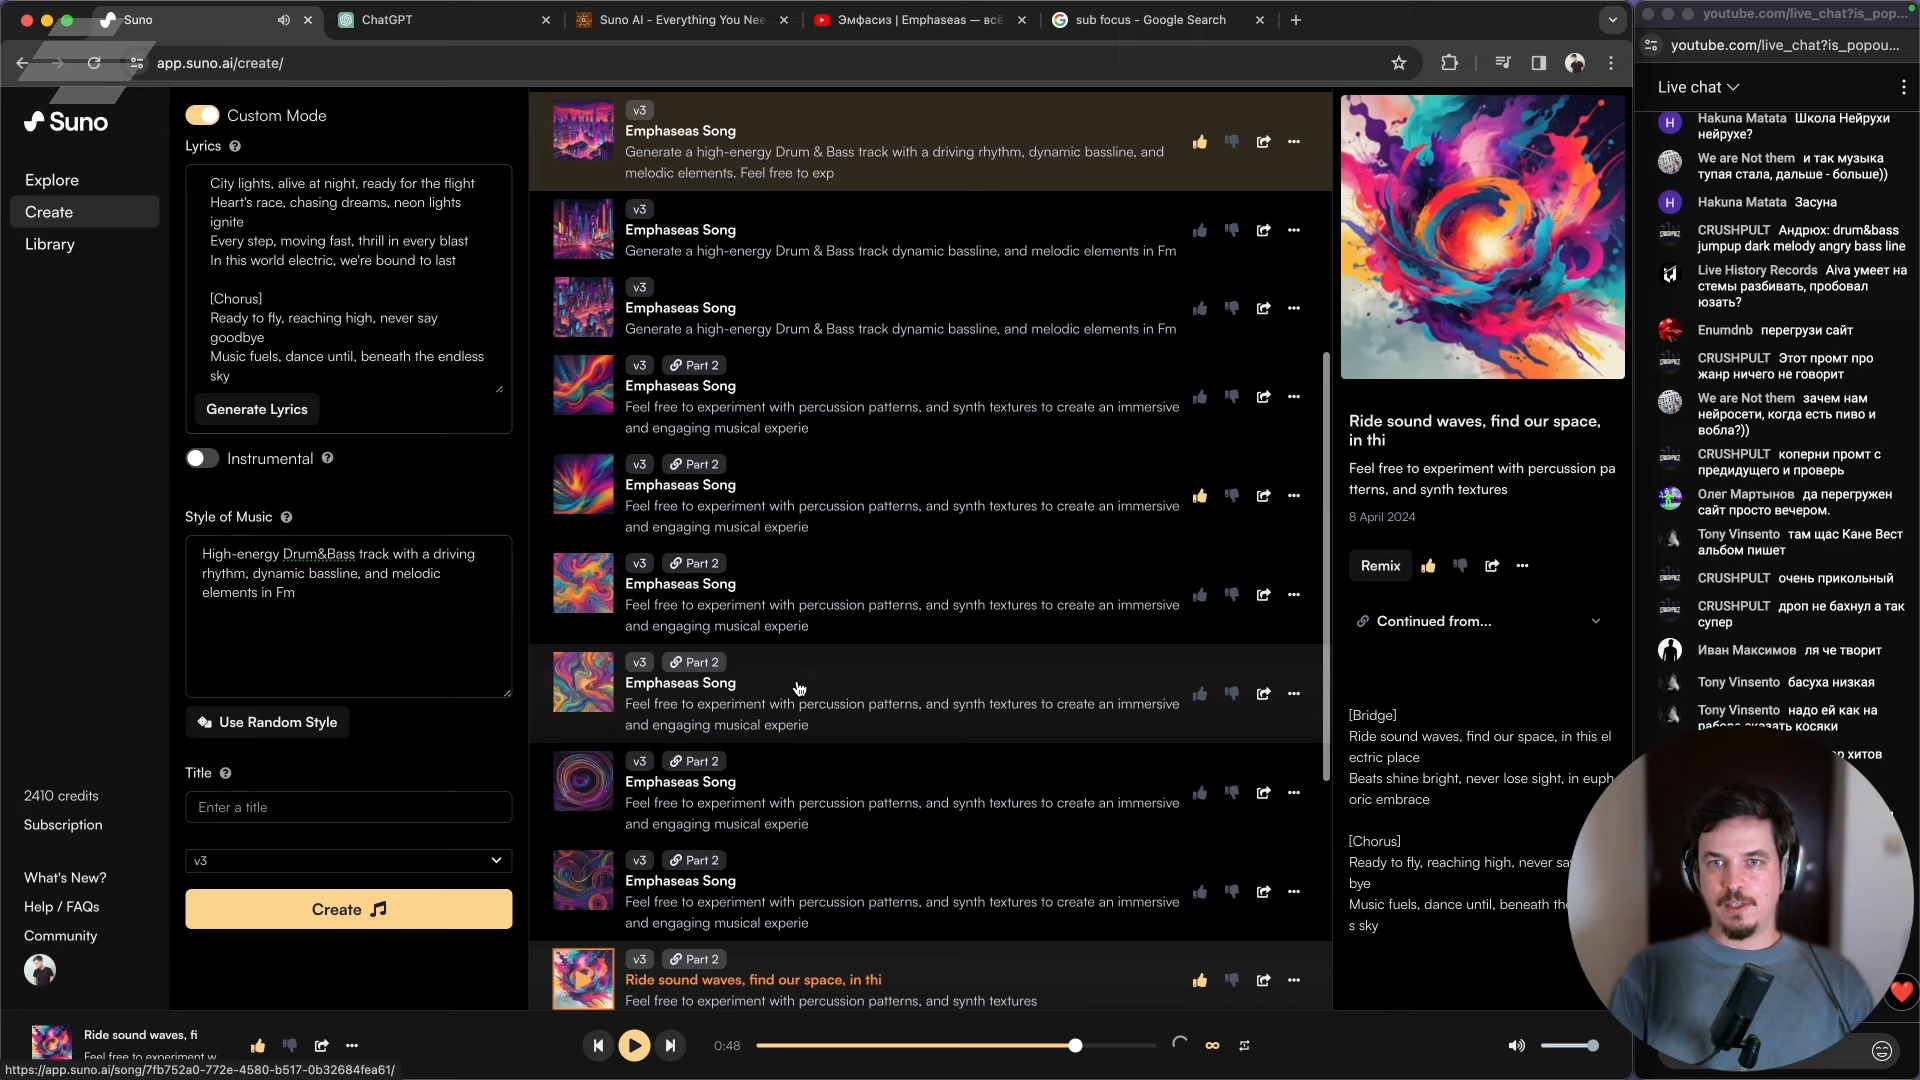 Suno
ChatGPT
Suno AI - Everything You Nee
Эмфасиз | Emphaseas — всё
sub focus - Google Search
youtube.com/live_chat?is_pop...
app.suno.ai/create/
youtube.com/live_chat?is_popou...
Suno
Explore
Create
Library
2410 credits
Subscription
What's New?
Help / FAQs
Community
Custom Mode
Lyrics
City lights, alive at night, ready for the flight
Heart's race, chasing dreams, neon lights
ignite
Every step, moving fast, thrill in every blast
In this world electric, we're bound to last
[Chorus]
Ready to fly, reaching high, never say
goodbye
Music fuels, dance until, beneath the endless
sky
Generate Lyrics
Instrumental
Style of Music
High-energy Drum&Bass track with a driving
rhythm, dynamic bassline, and melodic
elements in Fm
Use Random Style
Title
Enter a title
v3
Create
v3
Emphaseas Song
Generate a high-energy Drum & Bass track with a driving rhythm, dynamic bassline, and
melodic elements. Feel free to exp
v3
Emphaseas Song
Generate a high-energy Drum & Bass track dynamic bassline, and melodic elements in Fm
v3
Emphaseas Song
Generate a high-energy Drum & Bass track dynamic bassline, and melodic elements in Fm
v3 Part 2
Emphaseas Song
Feel free to experiment with percussion patterns, and synth textures to create an immersive
and engaging musical experie
v3 Part 2
Emphaseas Song
Feel free to experiment with percussion patterns, and synth textures to create an immersive
and engaging musical experie
v3 Part 2
Emphaseas Song
Feel free to experiment with percussion patterns, and synth textures to create an immersive
and engaging musical experie
v3 Part 2
Emphaseas Song
Feel free to experiment with percussion patterns, and synth textures to create an immersive
and engaging musical experie
v3 Part 2
Emphaseas Song
Feel free to experiment with percussion patterns, and synth textures to create an immersive
and engaging musical experie
v3 Part 2
Emphaseas Song
Feel free to experiment with percussion patterns, and synth textures to create an immersive
and engaging musical experie
v3 Part 2
Ride sound waves, find our space, in thi
Feel free to experiment with percussion patterns, and synth textures
Ride sound waves, find our space,
in thi
Feel free to experiment with percussion pa
tterns, and synth textures
8 April 2024
Remix
Continued from...
[Bridge]
Ride sound waves, find our space, in this el
ectric place
Beats shine bright, never lose sight, in euph
oric embrace
[Chorus]
Ready to fly, reaching high, never sa
bye
Music fuels, dance until, beneath th
s sky
Live chat
H Hakuna Matata Школа Нейрухи
нейрухе?
We are Not them и так музыка
тупая стала, дальше - больше))
H Hakuna Matata Засуна
CRUSHPULT Андрюх: drum&bass
jumpup dark melody angry bass line
Live History Records Aiva умеет на
стемы разбивать, пробовал
юзать?
Enumdnb перегрузи сайт
CRUSHPULT Этот промт про
жанр ничего не говорит
We are Not them зачем нам
нейросети, когда есть пиво и
вобла?))
CRUSHPULT коперни промт с
предидущего и проверь
Олег Мартынов да перегружен
сайт просто вечером.
Tony Vinsento там щас Кане Вест
альбом пишет
CRUSHPULT очень прикольный
CRUSHPULT дроп не бахнул а так
супер
Иван Максимов ля че творит
Tony Vinsento басуха низкая
Tony Vinsento надо ей как на
косяки
хитов
Ride sound waves, fi
Feel free to experiment w
0:48
https://app.suno.ai/song/7fb752a0-772e-4580-b517-0b32684fea61/